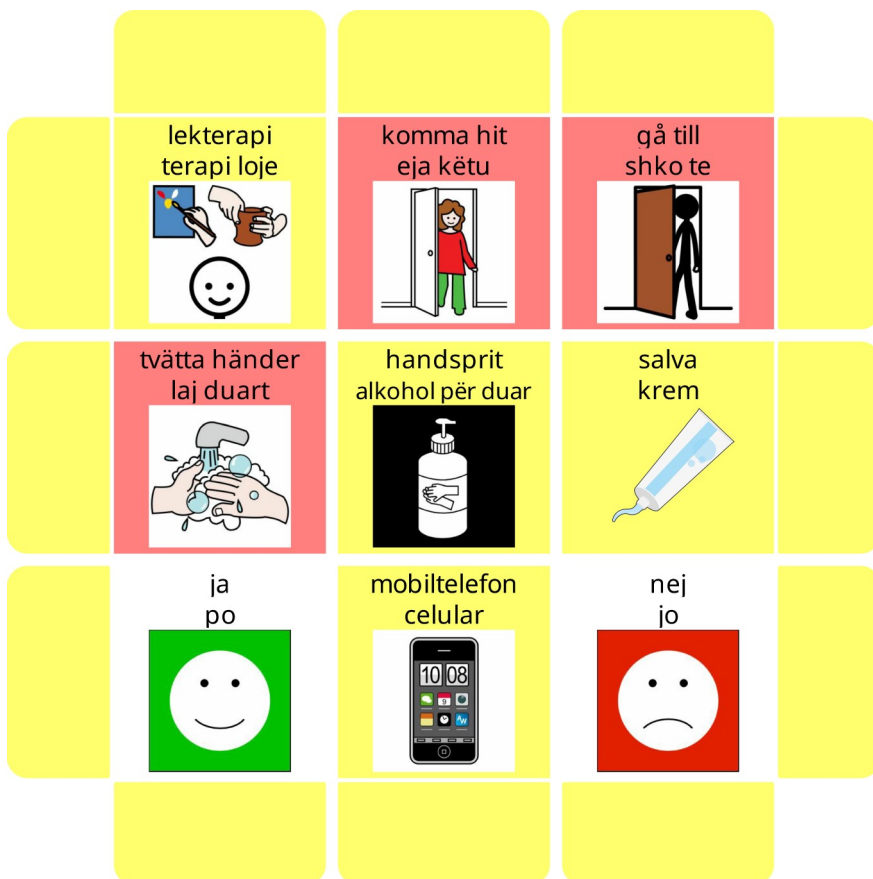 lekterapi
terapi loje
komma hit
eja këtu
gå till
shko te
tvätta händer
laj duart
handsprit
alkohol për duar
salva
krem
ja
po
mobiltelefon
celular
10 08
9
nej
jo